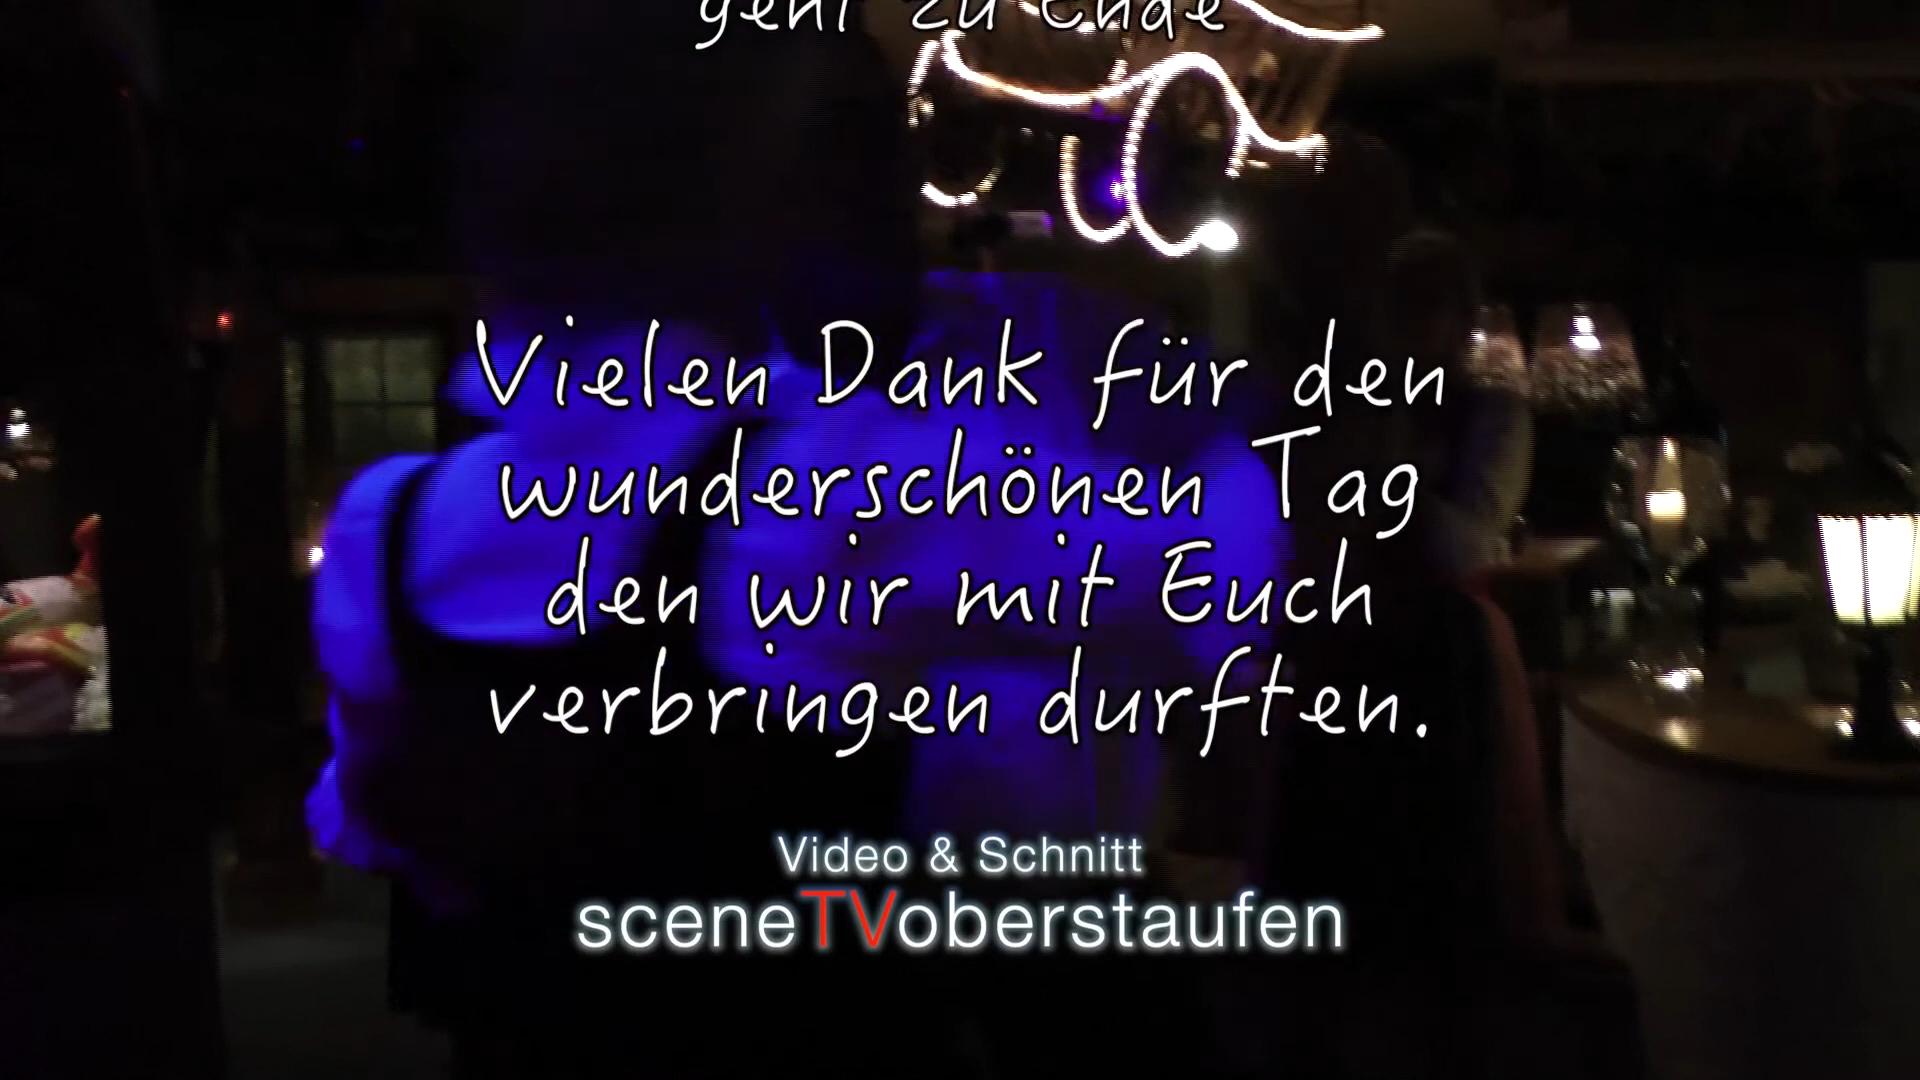 geht zu Ende
Vielen Dank für den
wunderschönen Tag
den wir mit Euch
verbringen durften.
Video & Schnitt
sceneTVoberstaufen